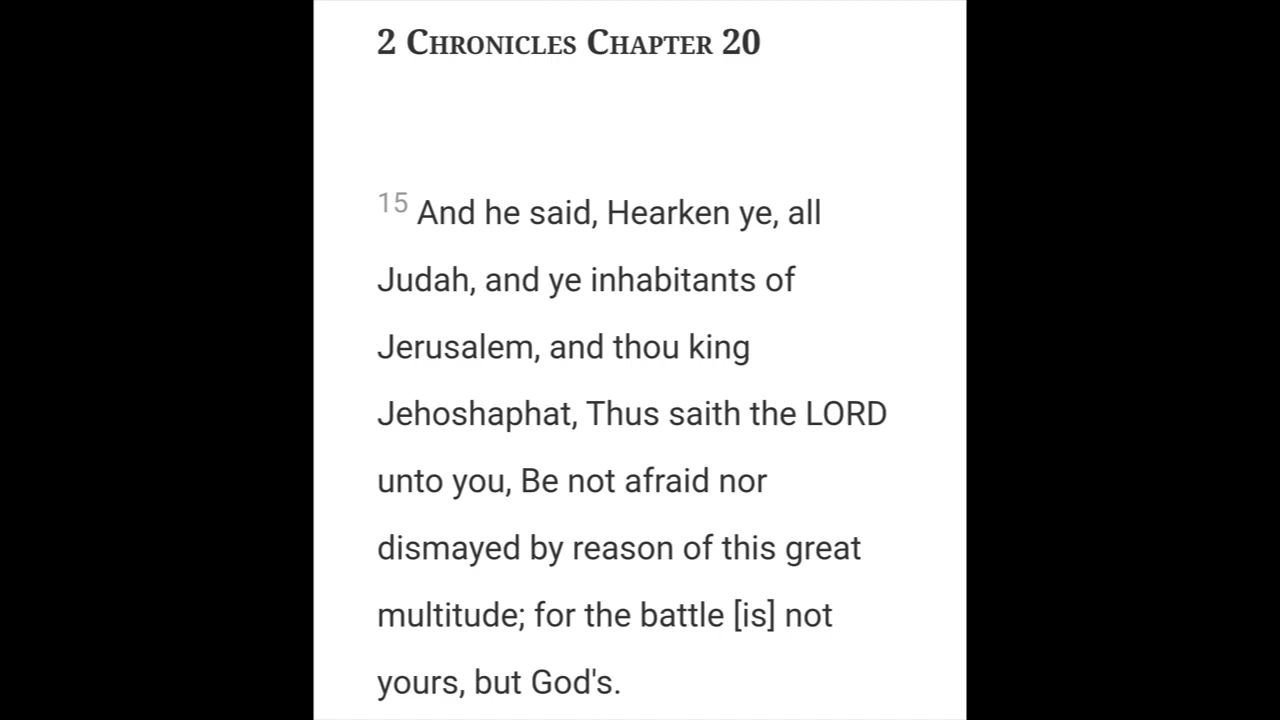 2 Chronicles Chapter 20
15 And he said, Hearken ye, all
Judah, and ye inhabitants of
Jerusalem, and thou king
Jehoshaphat, Thus saith the LORD
unto you, Be not afraid nor
dismayed by reason of this great
multitude; for the battle [is] not
yours, but God's.